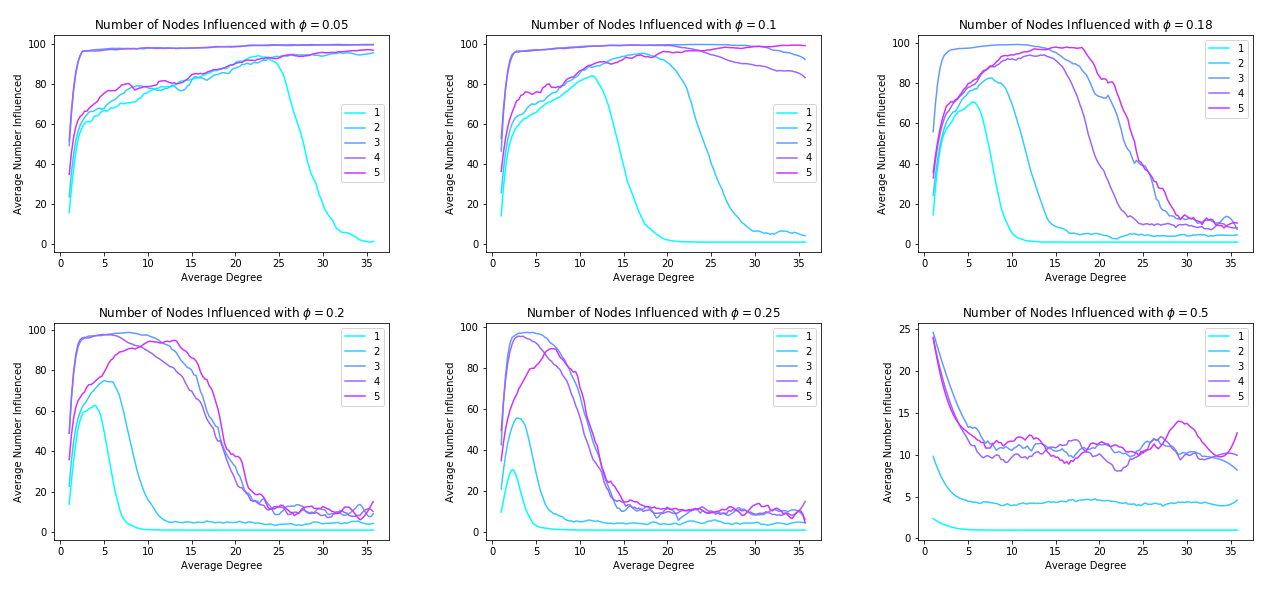 Number of Nodes Influenced with ϕ = 0.05
Average Number Influenced
100
80
60
40
20
0
1
2
3
4
5
0 5 10 15 20 25 30 35
Average Degree
Number of Nodes Influenced with ϕ = 0.1
Average Number Influenced
100
80
60
40
20
0
1
2
3
4
5
0 5 10 15 20 25 30 35
Average Degree
Number of Nodes Influenced with ϕ = 0.18
Average Number Influenced
100
80
60
40
20
0
1
2
3
4
5
0 5 10 15 20 25 30 35
Average Degree
Number of Nodes Influenced with ϕ = 0.2
Average Number Influenced
100
80
60
40
20
0
1
2
3
4
5
0 5 10 15 20 25 30 35
Average Degree
Number of Nodes Influenced with ϕ = 0.25
Average Number Influenced
100
80
60
40
20
0
1
2
3
4
5
0 5 10 15 20 25 30 35
Average Degree
Number of Nodes Influenced with ϕ = 0.5
Average Number Influenced
25
20
15
10
5
0
1
2
3
4
5
0 5 10 15 20 25 30 35
Average Degree